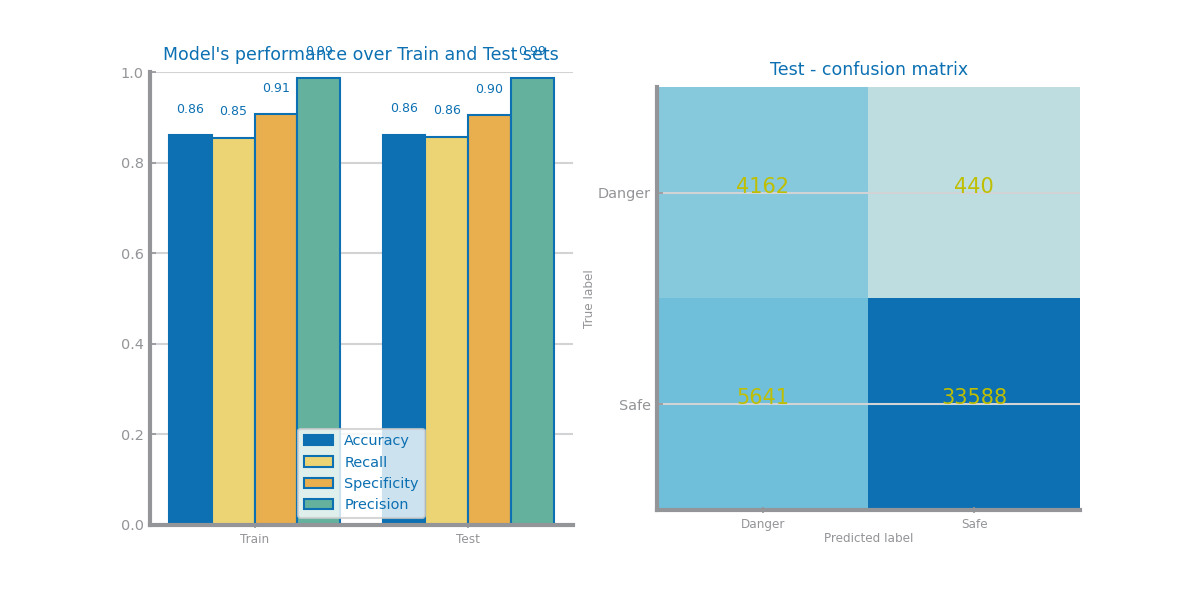 Model's performance over Train and Test sets
0.99
0.99
1.0
0.8
0.6
0.4
0.2
0.0
0.86
0.85
0.91
0.86
0.86
0.90
Accuracy
Recall
Specificity
Precision
Train
Test
Test - confusion matrix
True label
Danger
Safe
4162
440
5641
33588
Danger
Safe
Predicted label